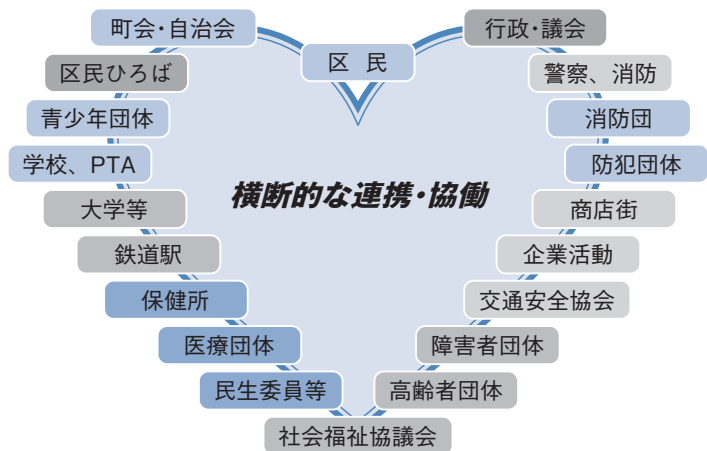 町会・自治会
行政・議会
区 民
区民ひろば
警察、消防
青少年団体
消防団
学校、PTA
防犯団体
横断的な連携・協働
大学等
商店街
鉄道駅
企業活動
保健所
交通安全協会
医療団体
障害者団体
民生委員等
高齢者団体
社会福祉協議会